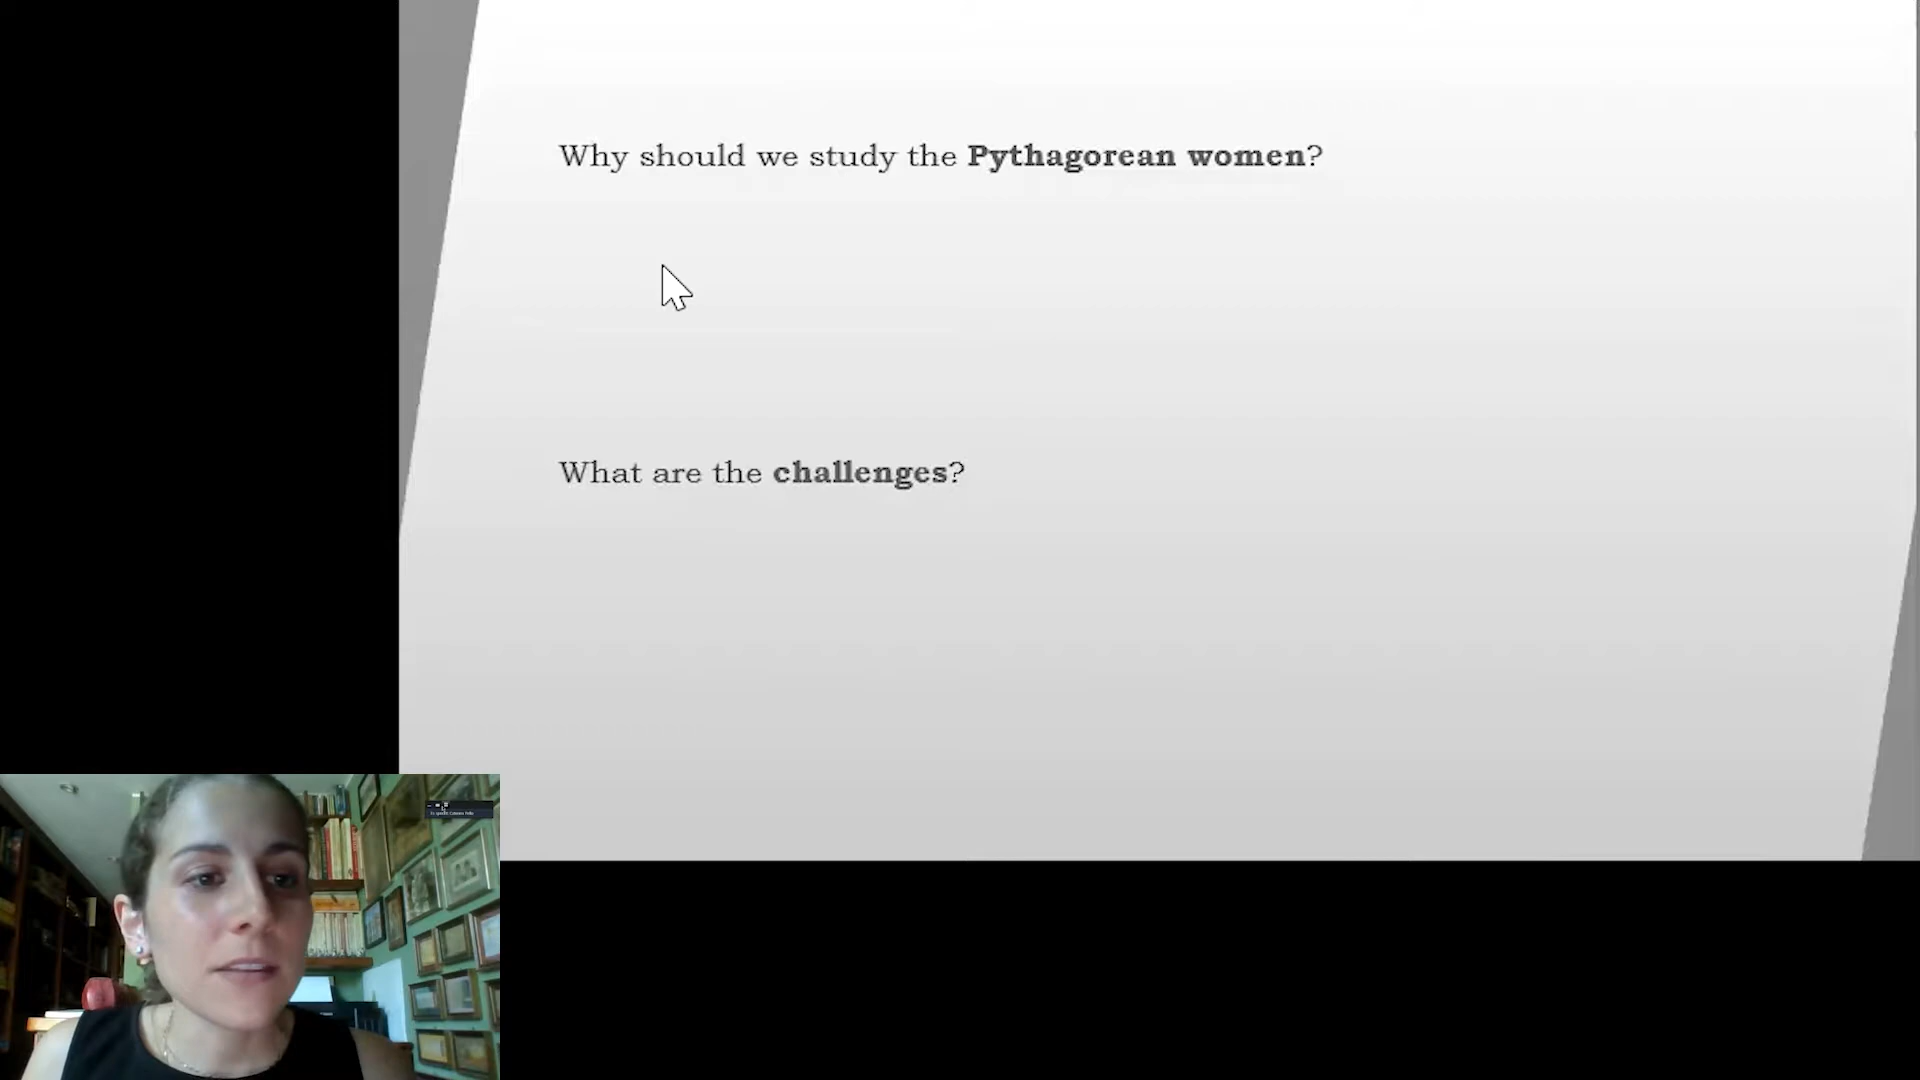 Why should we study the Pythagorean women?
What are the challenges?